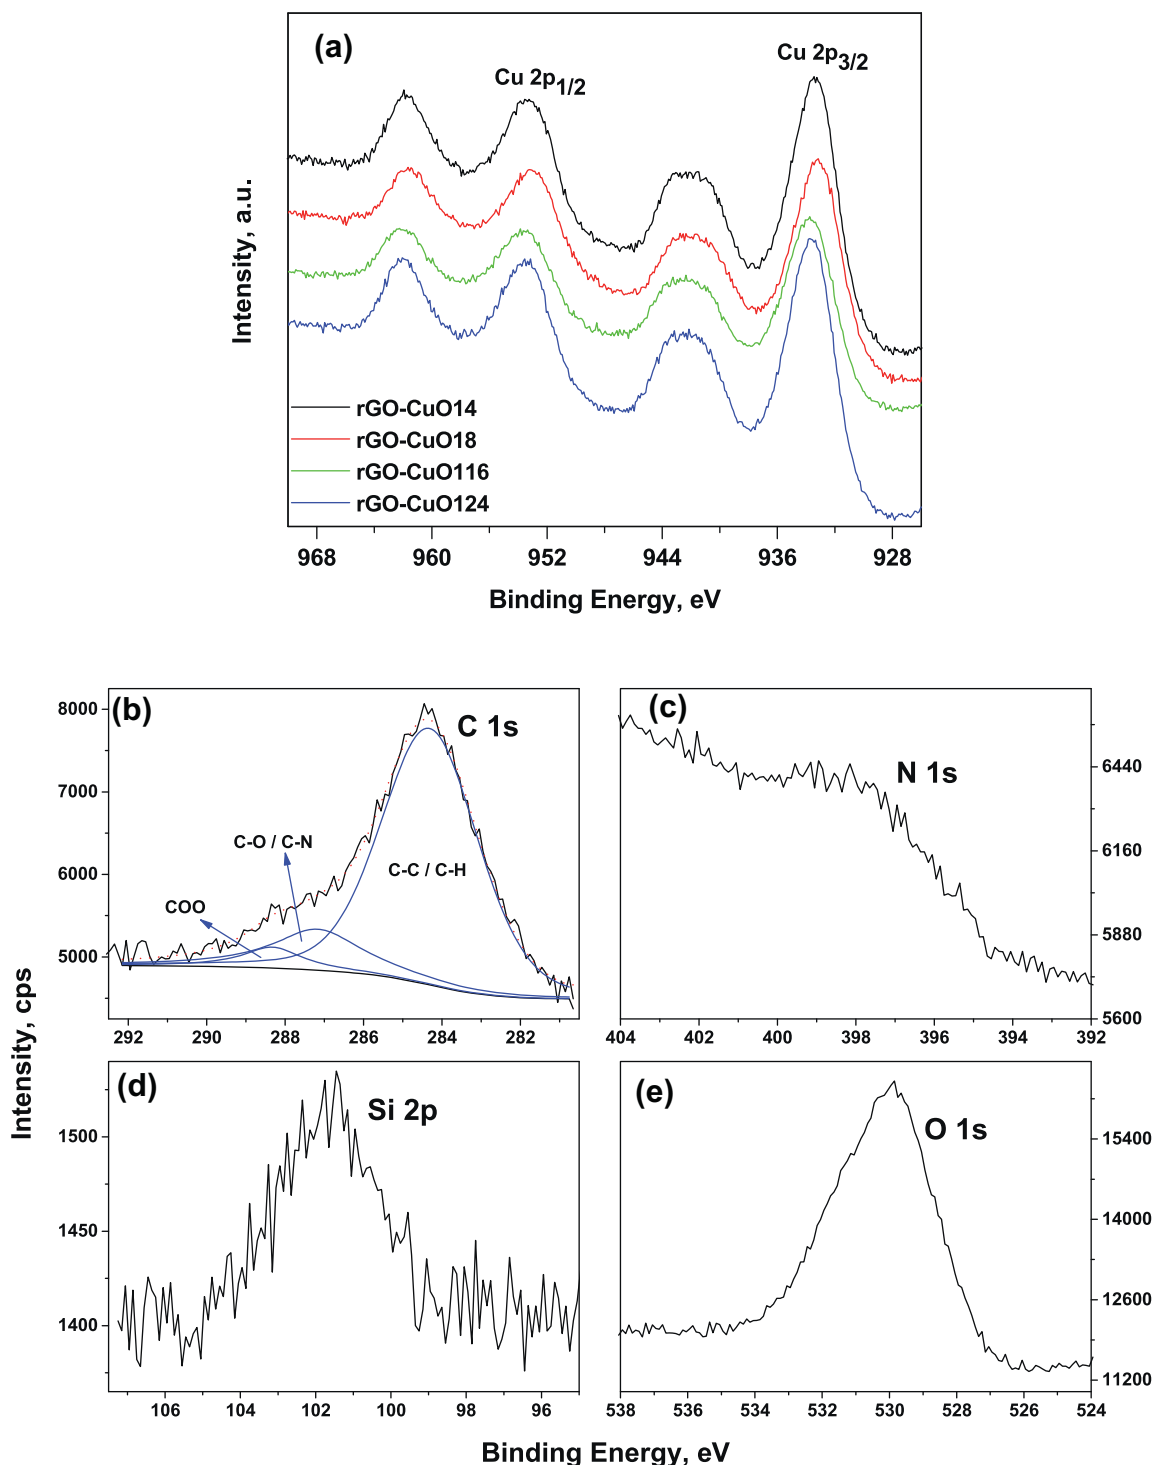 (a)
Cu 2p3/2
Cu 2p1/2
Intensity, a.u.
rGO-CuO14
rGO-CuO18
rGO-CuO116
rGO-CuO124
968 960 952 944 936 928
Binding Energy, eV
(b)
C 1s
8000
7000
6000
5000
C-O / C-N
C-C / C-H
COO
292 290 288 286 284 282 281
(c)
N 1s
6440
6160
5880
5600
404 402 400 398 396 394 392
Intensity, cps
(d)
Si 2p
1500
1450
1400
106 104 102 100 98 96
(e)
O 1s
15400
14000
12600
11200
538 536 534 532 530 528 526 524
Binding Energy, eV